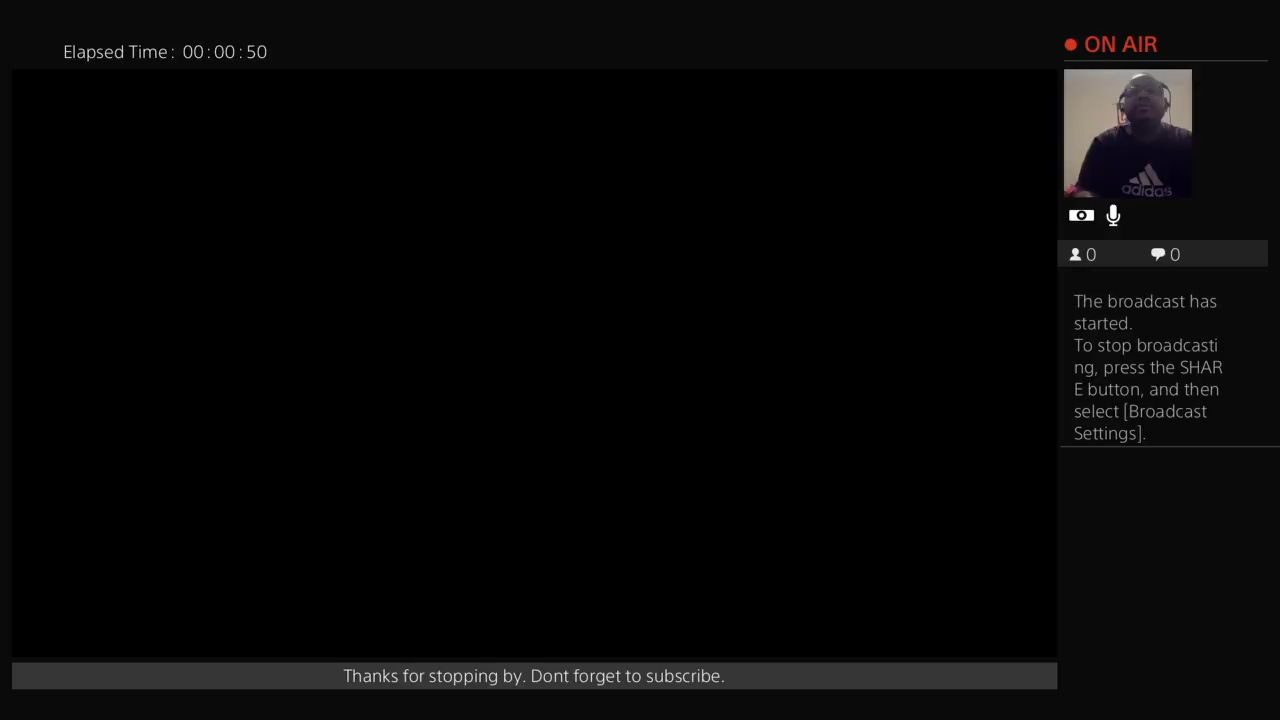 Elapsed Time: 00:00:50
ON AIR
adidas
0 0
The broadcast has
started.
To stop broadcasti
ng, press the SHAR
E button, and then
select [Broadcast
Settings].
Thanks for stopping by. Dont forget to subscribe.